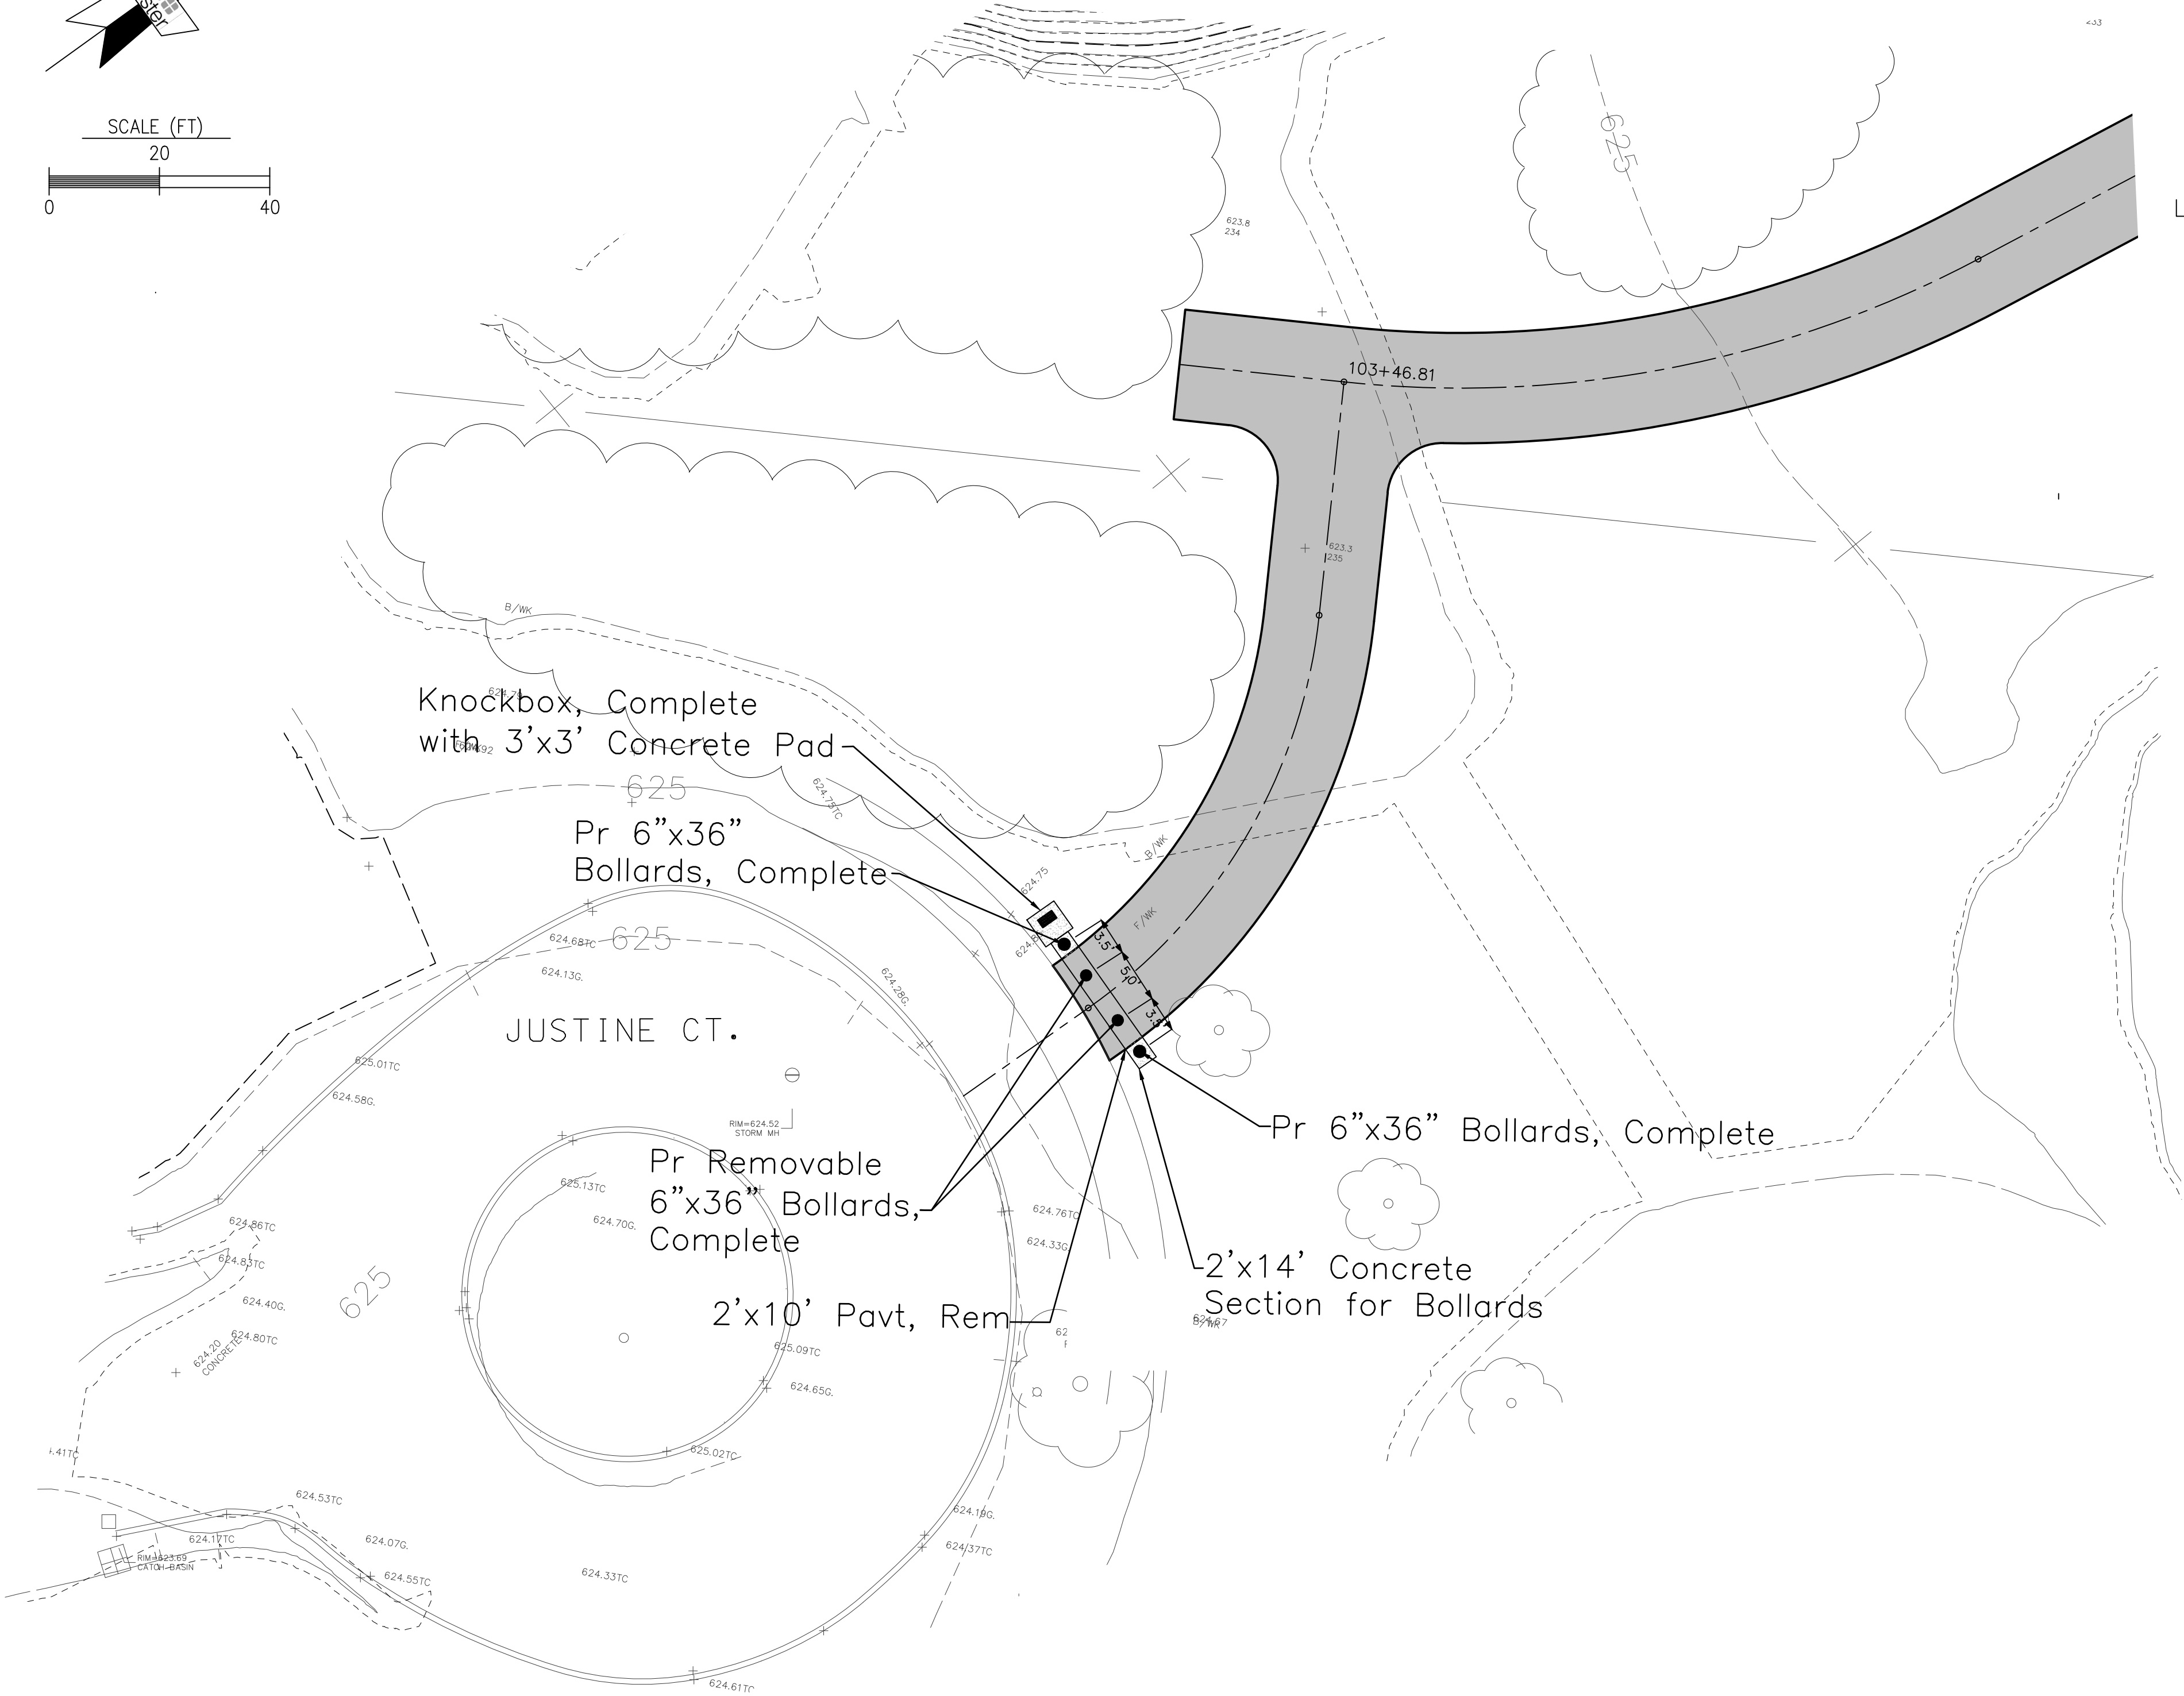 SCALE (FT)
20
0
40
233
625
623.8
234
103+46.81
623.3
235
B/WK
Knockbox, Complete
with 3'x3' Concrete Pad
625
624.75TC
Pr 6"x36"
Bollards, Complete
B/WK
624.75
F/WK
3.5'
5.0'
3.5'
624.68TC
625
624.13G.
624.28G.
JUSTINE CT.
625.01TC
624.58G.
RIM=624.52
STORM MH
Pr 6"x36" Bollards, Complete
Pr Removable
6"x36" Bollards,
Complete
625.13TC
624.70G.
624.76TC
624.33G.
624.86TC
624.83TC
625
624.40G.
624.80TC
624.20
CONCRETE
2'x14' Concrete
Section for Bollards
2'x10' Pavt, Rem
624.67
B/WK
625.09TC
624.65G.
625.02TC
.41TC
624.53TC
624.17TC
624.07G.
RIM=623.69
CATCH-BASIN
624.55TC
624.33TC
624.19G.
624.37TC
624.61TC